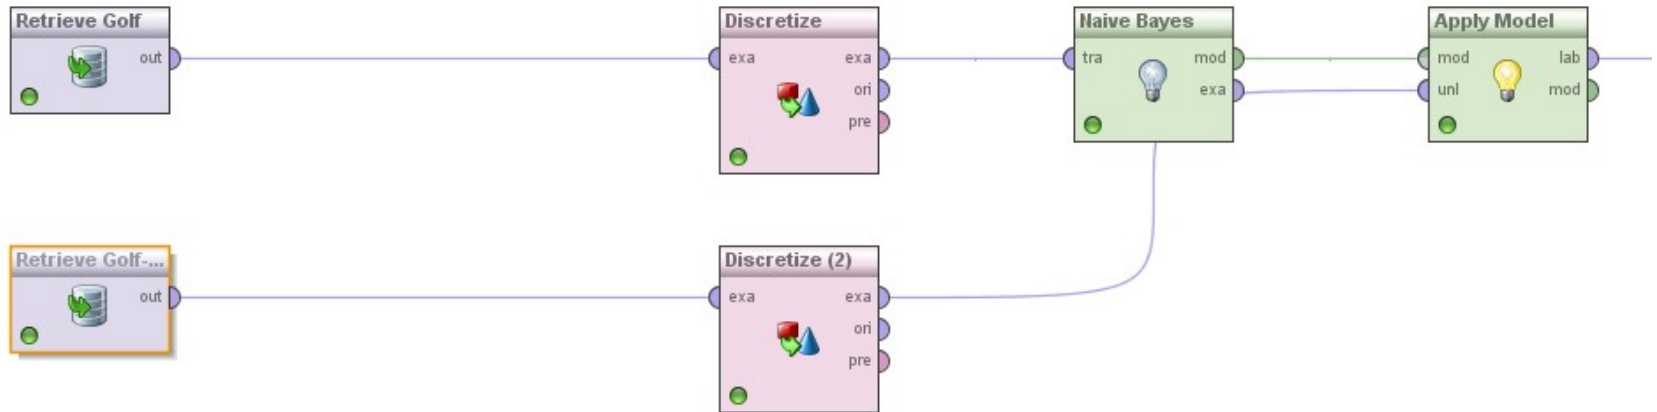 Retrieve Golf
out
Discretize
exa exa
ori
pre
Naive Bayes
tra mod
exa
Apply Model
mod lab
unl mod
Retrieve Golf-...
out
Discretize (2)
exa exa
ori
pre